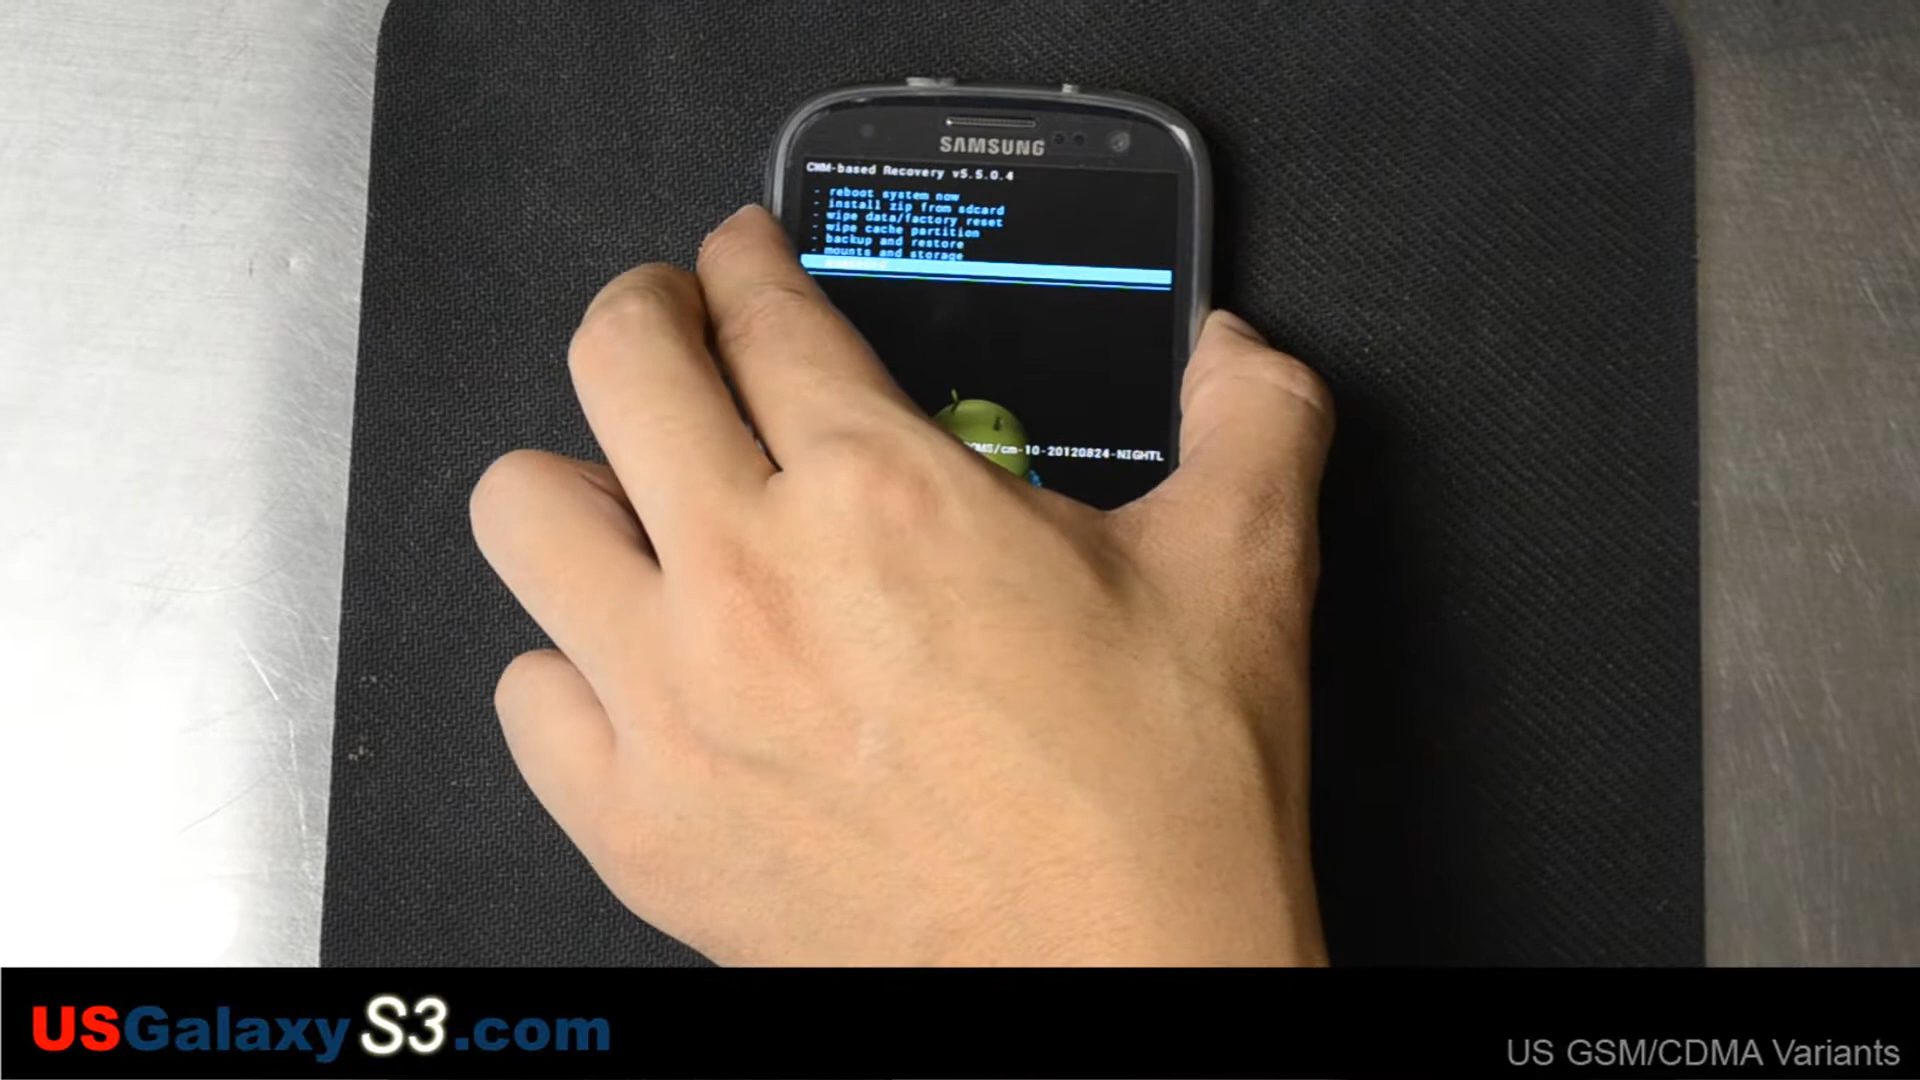 SAMSUNG
CWM-based Recovery v5.5.0.4
- reboot system now
- install zip from sdcard
- wipe data/factory reset
- wipe cache partition
- backup and restore
- mounts and storage
OMS/cm-10-20120824-NIGHTL
USGalaxyS3.com
US GSM/CDMA Variants